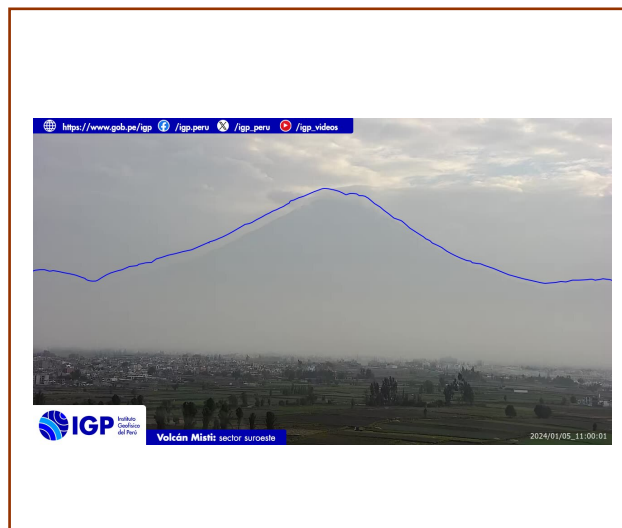 https://www.gob.pe/igp /igp.peru /igp_peru /igp_videos
IGP Instituto Geofísico del Perú
Volcán Misti: sector suroeste
2024/01/05_11:00:01